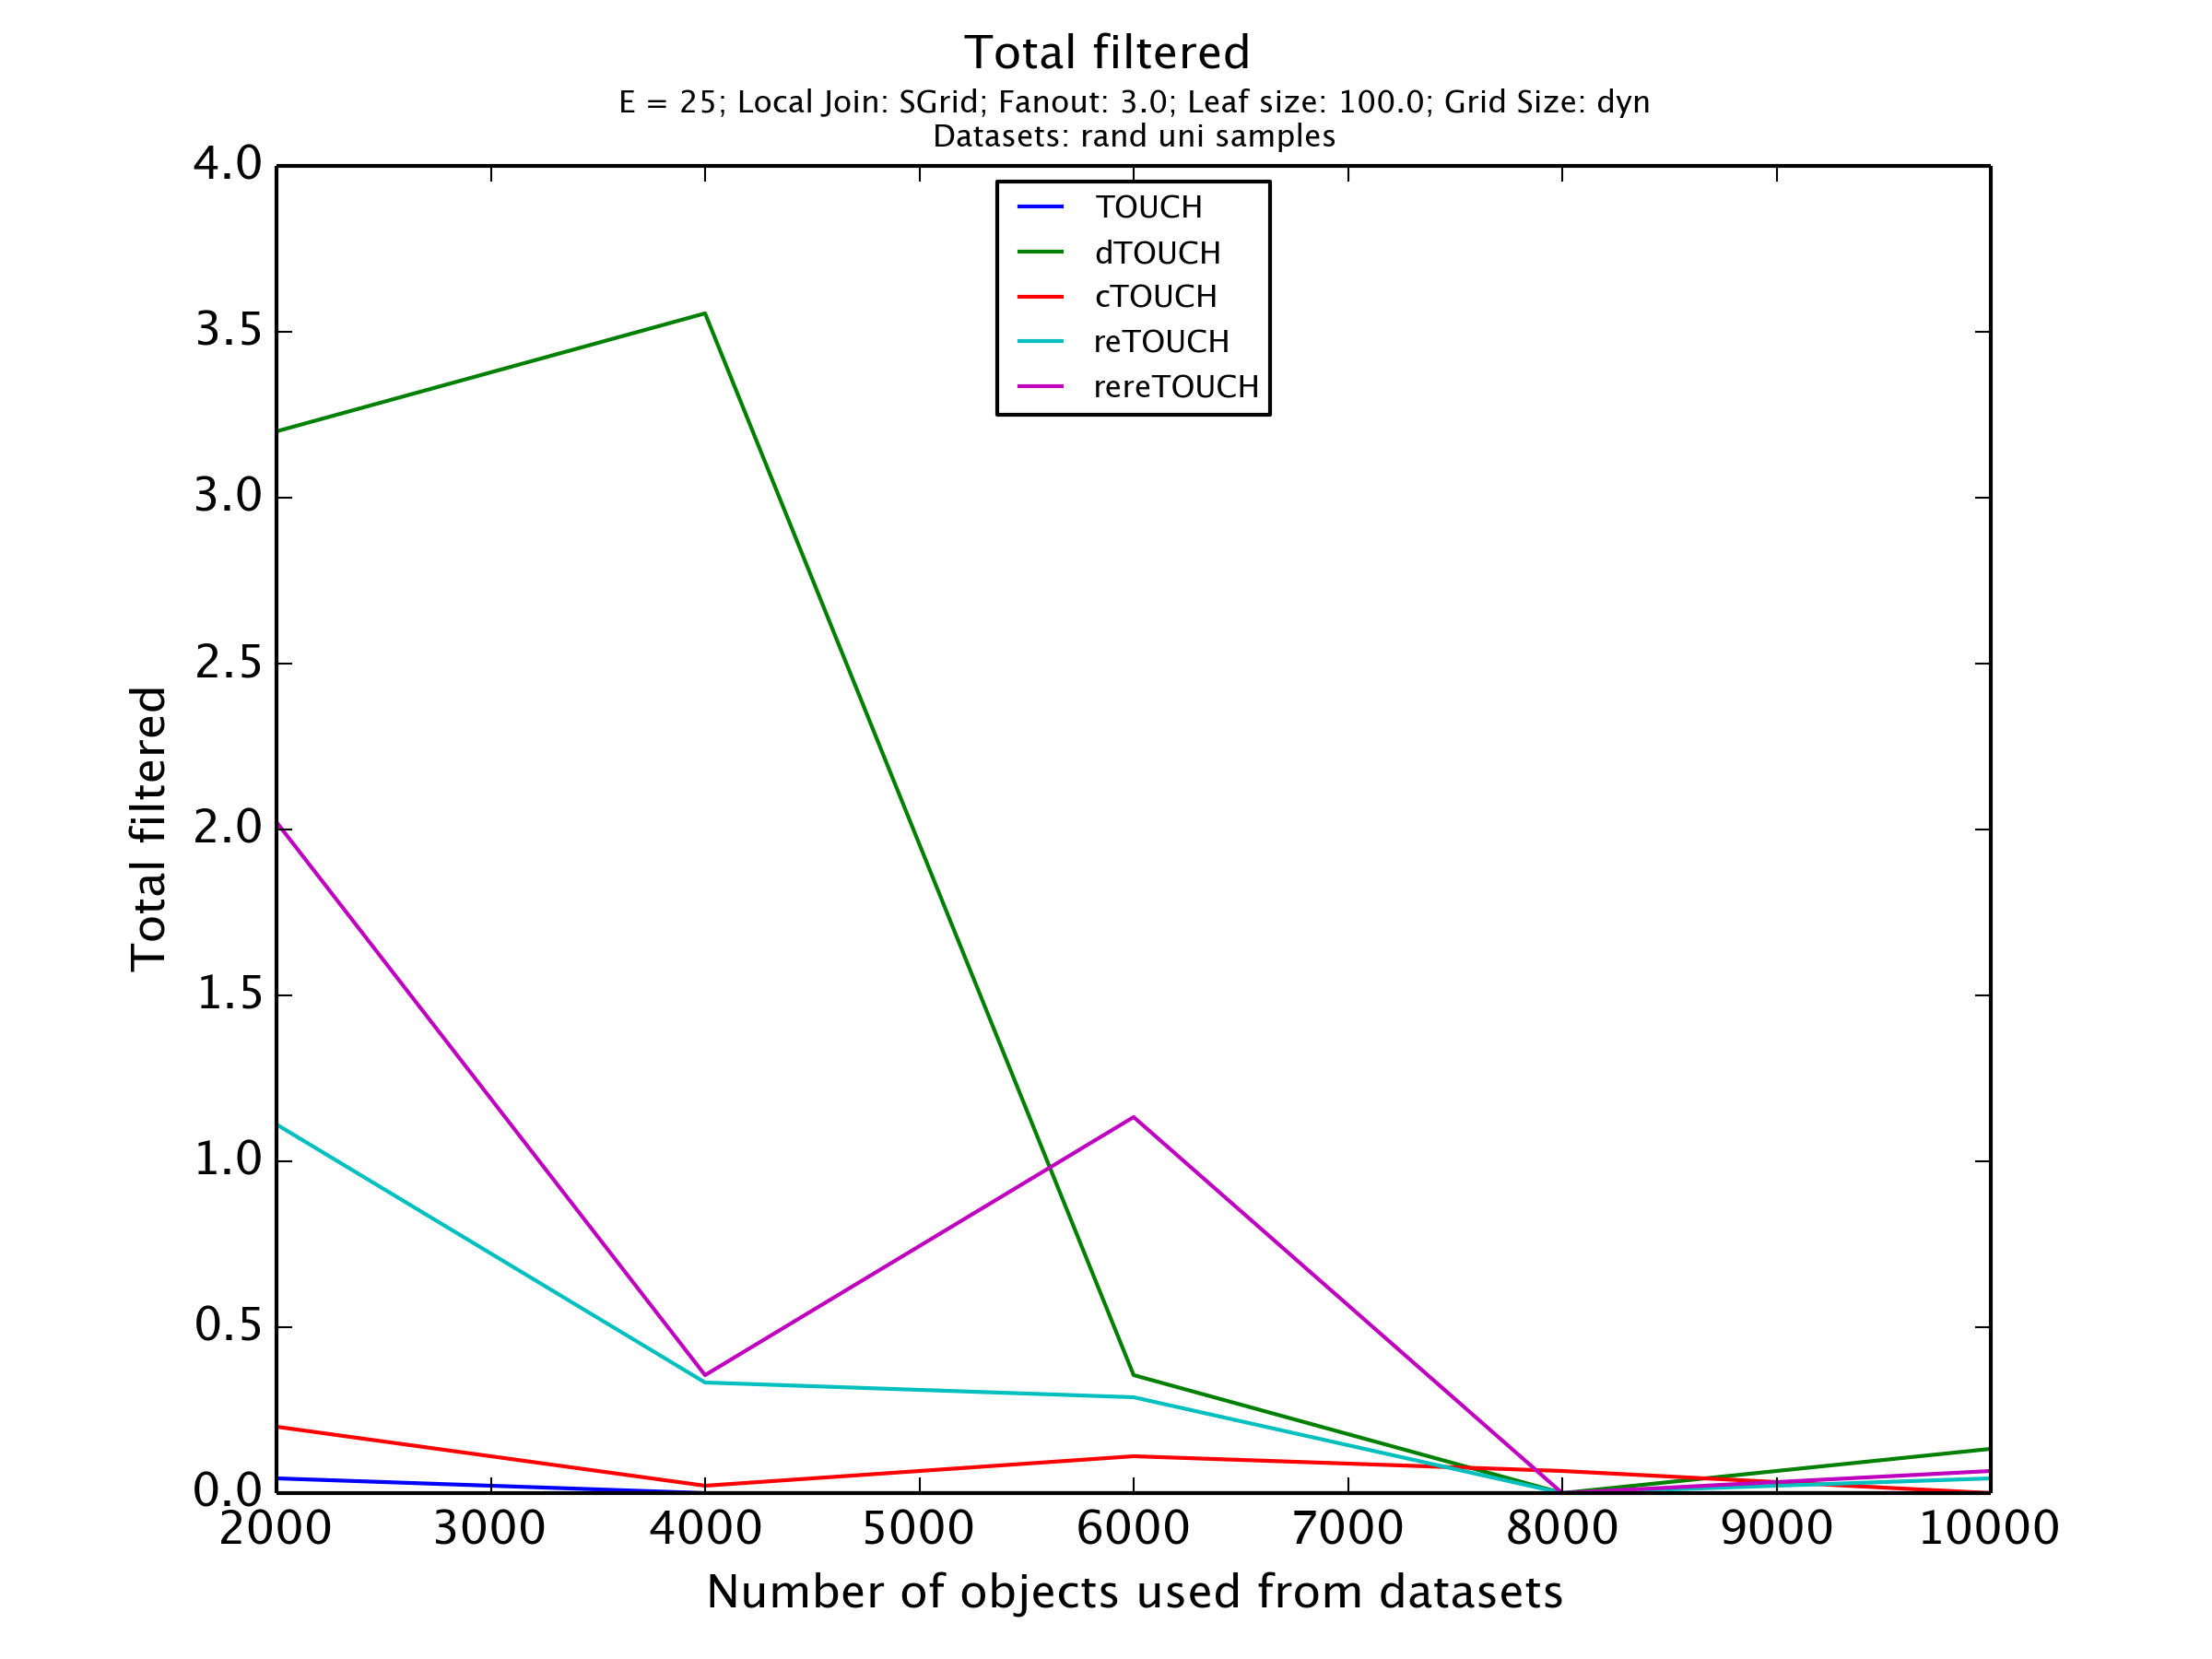 Total filtered
E = 25; Local Join: SGrid; Fanout: 3.0; Leaf size: 100.0; Grid Size: dyn
Datasets: rand uni samples
TOUCH
dTOUCH
cTOUCH
reTOUCH
rereTOUCH
Total filtered
4.0
3.5
3.0
2.5
2.0
1.5
1.0
0.5
0.0
2000 3000 4000 5000 6000 7000 8000 9000 10000
Number of objects used from datasets